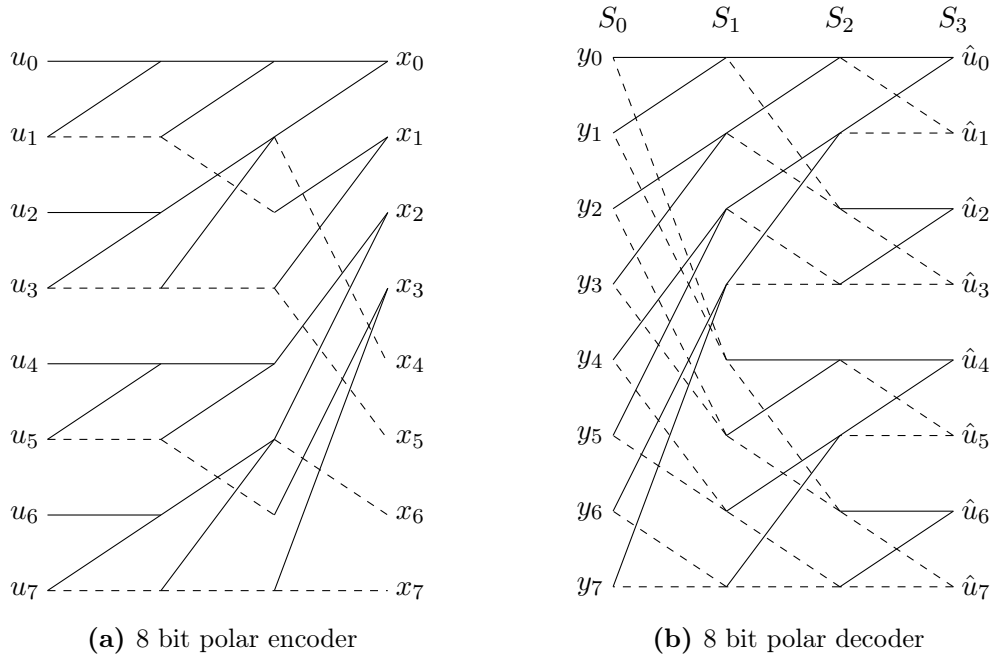 S₀ S₁ S₂ S₃
u₀ x₀ y₀ û₀
u₁ x₁ y₁ û₁
u₂ x₂ y₂ û₂
u₃ x₃ y₃ û₃
u₄ x₄ y₄ û₄
u₅ x₅ y₅ û₅
u₆ x₆ y₆ û₆
u₇ x₇ y₇ û₇
(a) 8 bit polar encoder
(b) 8 bit polar decoder